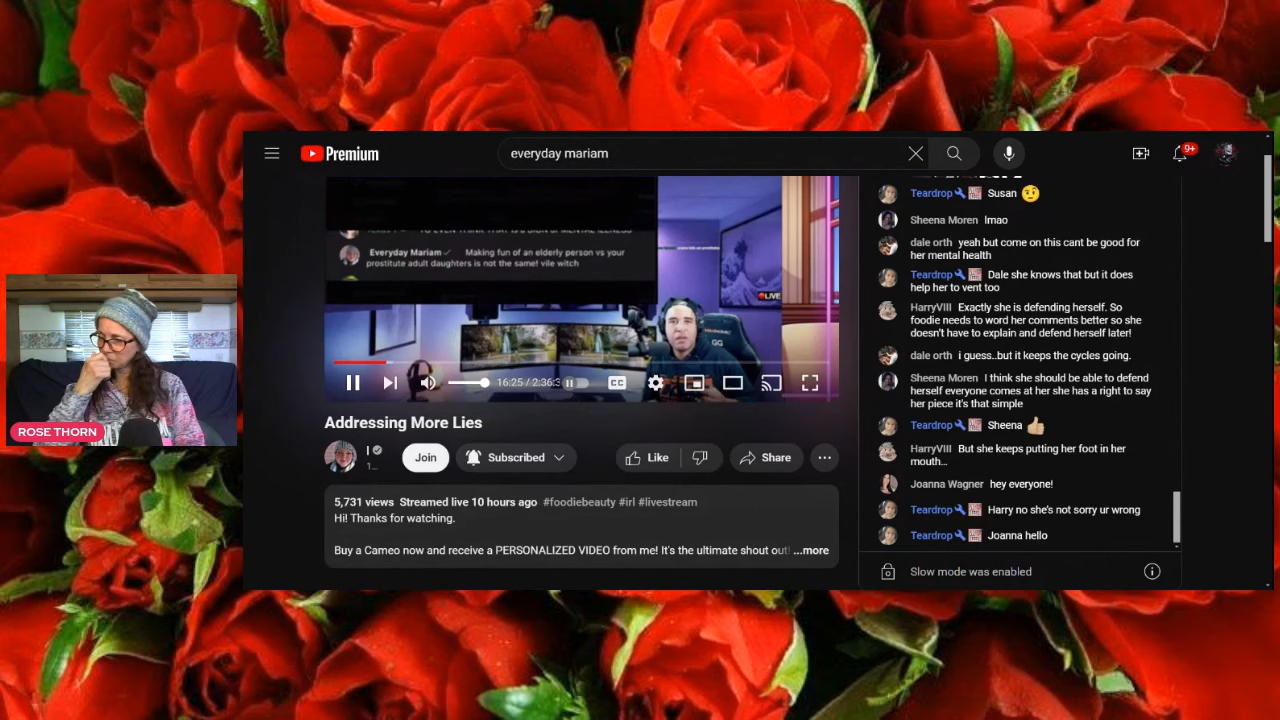 Premium
everyday mariam
9+
Everyday Mariam Making fun of an elderly person vs your
prostitute adult daughters is not the same! vile witch
LIVE
GG
16:25 / 2:36:3
CC
Addressing More Lies
Join
Subscribed
Like
Share
5,731 views Streamed live 10 hours ago #foodiebeauty #irl #livestream
Hi! Thanks for watching.
Buy a Cameo now and receive a PERSONALIZED VIDEO from me! It's the ultimate shout out! ...more
ROSE THORN
Teardrop Susan
Sheena Moren lmao
dale orth yeah but come on this cant be good for
her mental health
Teardrop Dale she knows that but it does
help her to vent too
HarryVIII Exactly she is defending herself. So
foodie needs to word her comments better so she
doesn't have to explain and defend herself later!
dale orth i guess..but it keeps the cycles going.
Sheena Moren I think she should be able to defend
herself everyone comes at her she has a right to say
her piece it's that simple
Teardrop Sheena
HarryVIII But she keeps putting her foot in her
mouth...
Joanna Wagner hey everyone!
Teardrop Harry no she's not sorry ur wrong
Teardrop Joanna hello
Slow mode was enabled